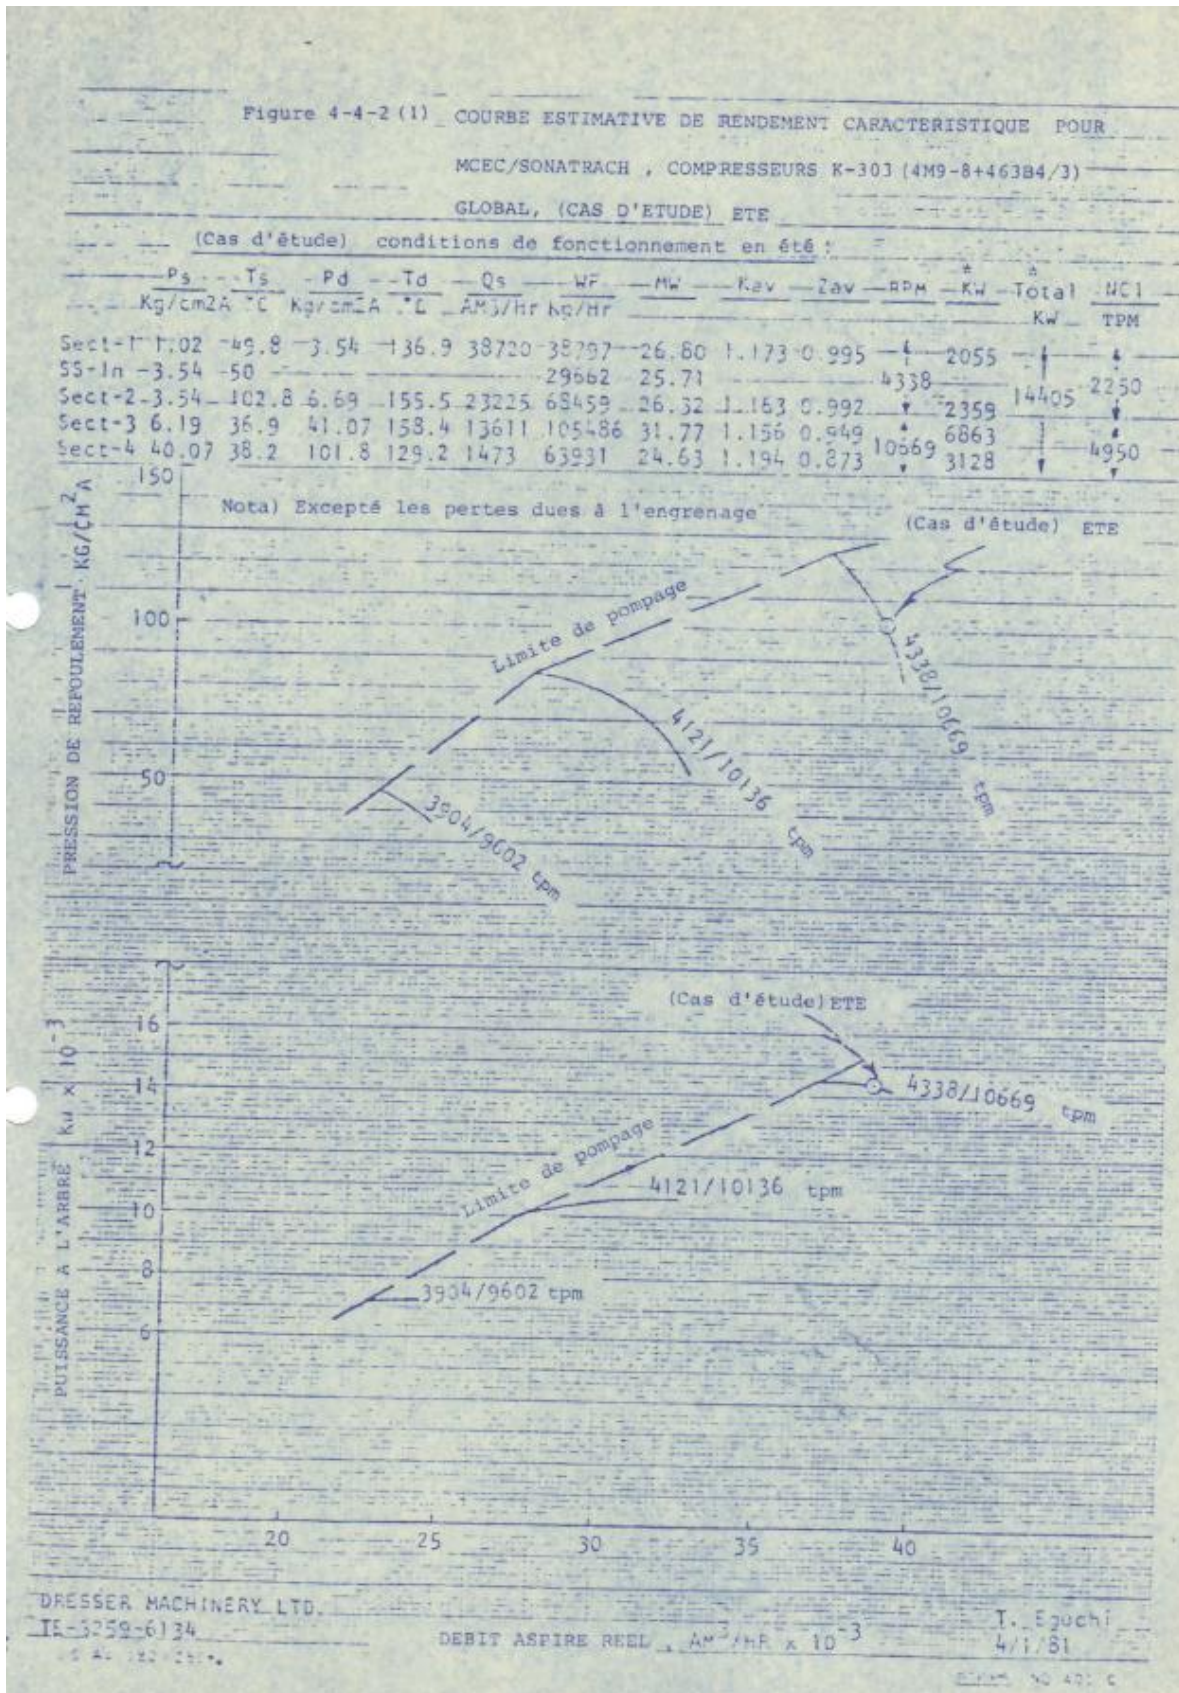 Figure 4-4-2(1) COURBE ESTIMATIVE DE RENDEMENT CARACTERISTIQUE POUR
MCEC/SONATRACH , COMPRESSEURS K-303 (4M9-8+463B4/3)
GLOBAL, (CAS D'ETUDE) ETE
(Cas d'étude) conditions de fonctionnement en été :
Ps Ts Pd Td Qs WF MW Kav Zav RPM KW Total NC1
Kg/cm2A °C Kg/cm2A °C AM3/Hr Kg/Hr KW TPM
Sect-1 1.02 49.8 3.54 136.9 38720 38797 26.80 1.173 0.995 2055
SS-In 3.54 50 29662 25.71 4338 14405 2250
Sect-2 3.54 102.8 6.69 155.5 23225 68459 26.32 1.163 0.992 2359
Sect-3 6.19 36.9 41.07 158.4 13611 105486 31.77 1.156 0.949 6863
Sect-4 40.07 38.2 101.8 129.2 1473 63931 24.63 1.194 0.873 10669 3128 4950
PRESSION DE REFOULEMENT KG/CM2A
150
Nota) Excepté les pertes dues à l'engrenage
(Cas d'étude) ETE
Limite de pompage
100
4338/10669 tpm
4121/10136 tpm
50
3904/9602 tpm
PUISSANCE A L'ARBRE Kw x 10-3
(Cas d'étude) ETE
16
14
4338/10669 tpm
12
Limite de pompage
4121/10136 tpm
10
8
3904/9602 tpm
6
20 25 30 35 40
DRESSER MACHINERY LTD.
TE-3259-6134
DEBIT ASPIRE REEL , AM3/HR x 10-3
T. Eguchi
4/1/81